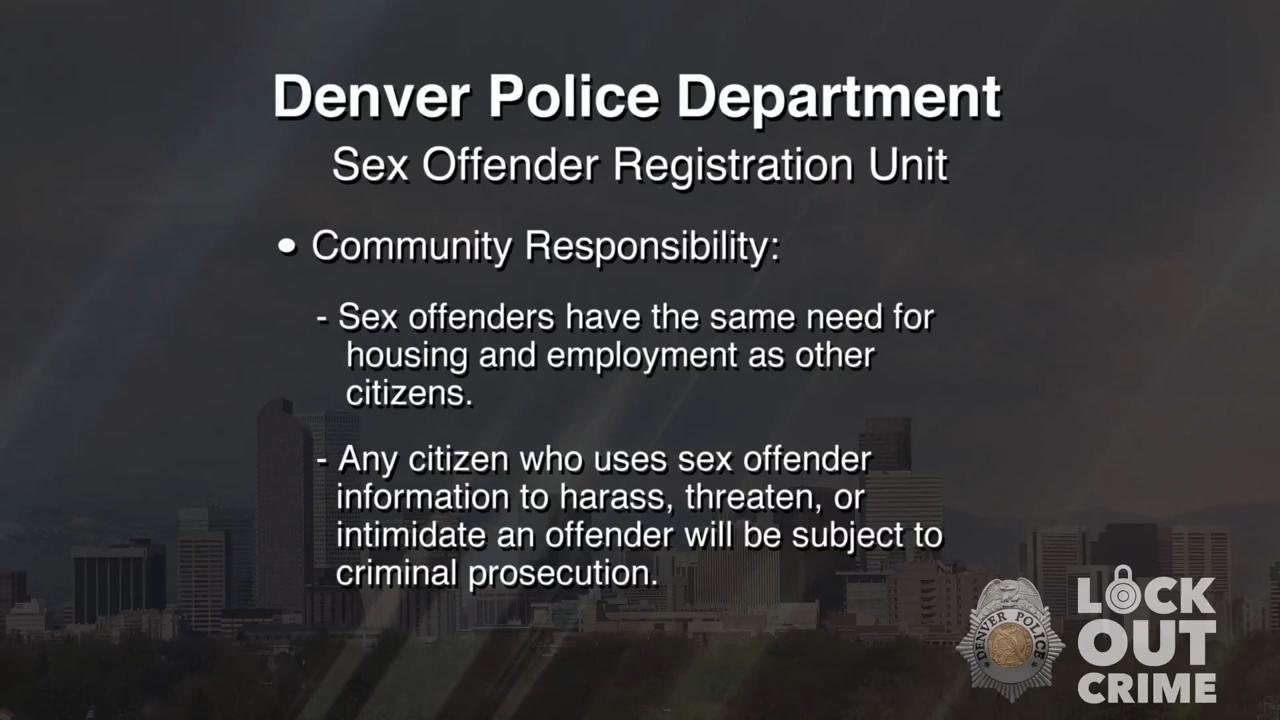 Denver Police Department
Sex Offender Registration Unit
• Community Responsibility:
- Sex offenders have the same need for
housing and employment as other
citizens.
- Any citizen who uses sex offender
information to harass, threaten, or
intimidate an offender will be subject to
criminal prosecution.
DENVER POLICE
LOCK
OUT
CRIME